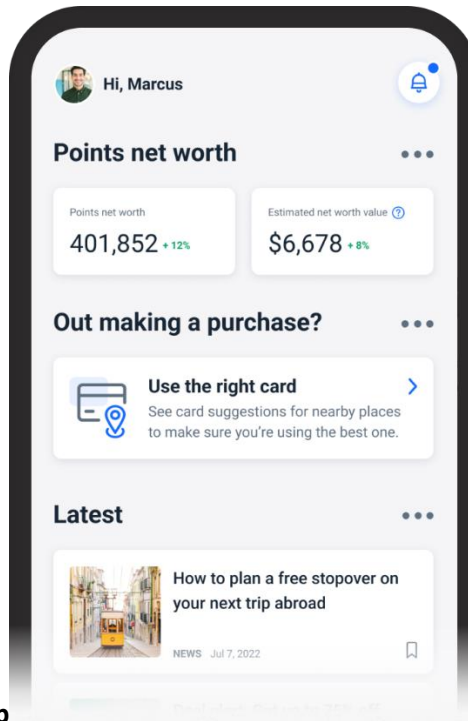 Hi, Marcus
Points net worth
Points net worth
401,852 + 12%
Estimated net worth value ?
$6,678 + 8%
Out making a purchase?
Use the right card
See card suggestions for nearby places
to make sure you're using the best one.
Latest
How to plan a free stopover on
your next trip abroad
NEWS Jul 7, 2022